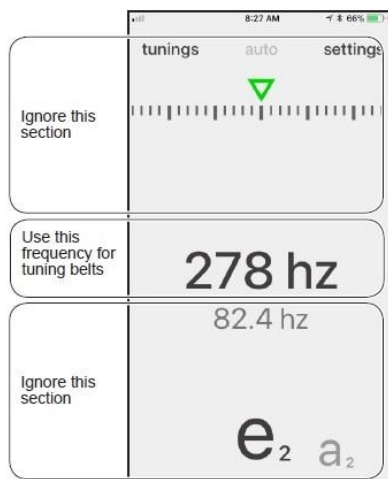 8:27 AM
66%
tunings auto settings
Ignore this
section
Use this
frequency for
tuning belts
278 hz
82.4 hz
Ignore this
section
e2 a2